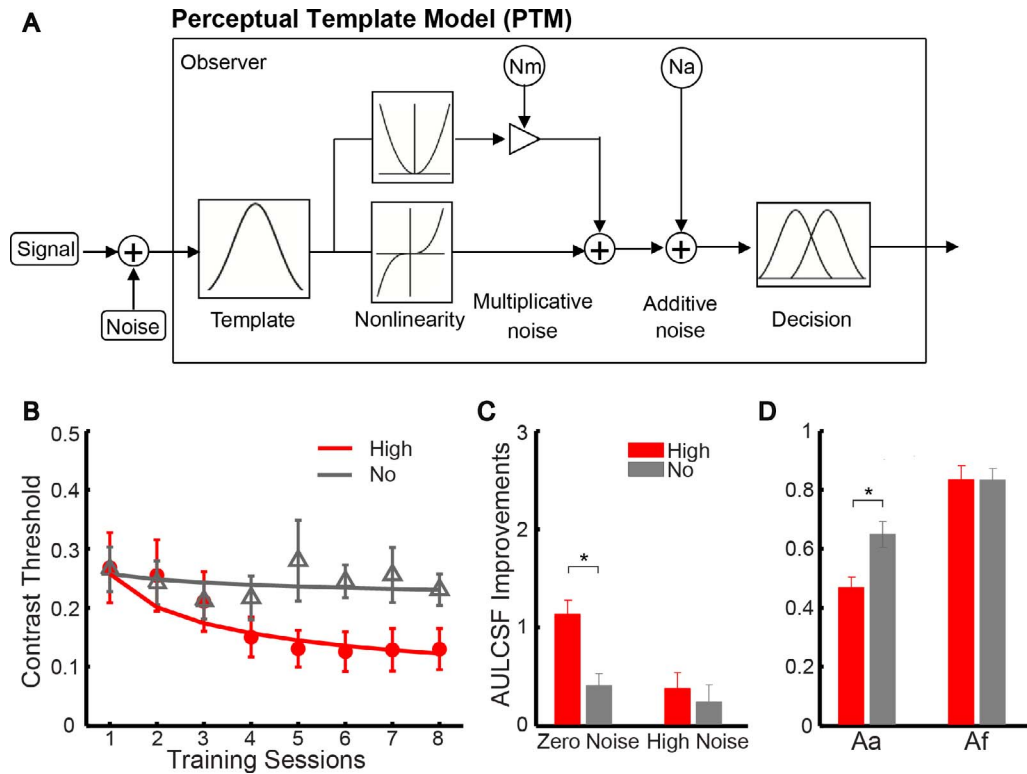 A
Perceptual Template Model (PTM)
Observer
Nm
Na
Signal
+
+
+
Noise
Template
Nonlinearity
Multiplicative
noise
Additive
noise
Decision
B
0.5
0.4
0.3
0.2
0.1
0
Contrast Threshold
High
No
1 2 3 4 5 6 7 8
Training Sessions
C
3
2
1
0
AULCSF Improvements
High
No
*
Zero Noise High Noise
D
1
0.8
0.6
0.4
0.2
0
*
Aa Af